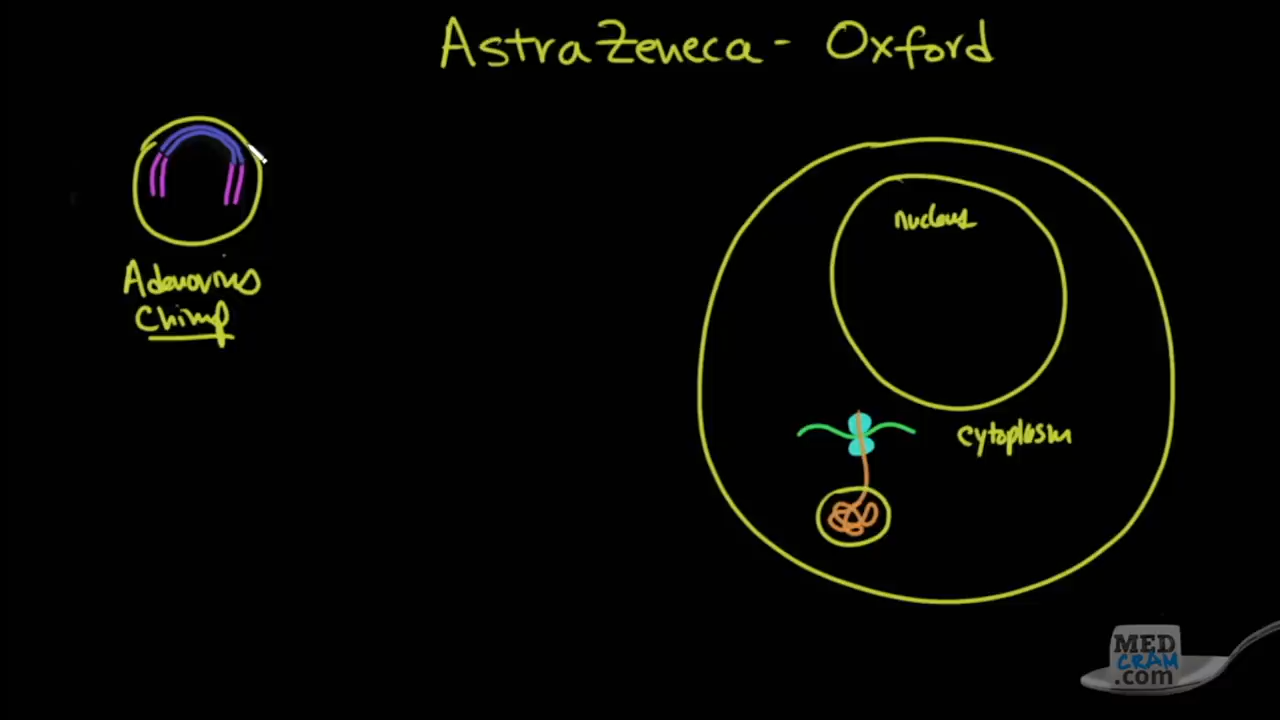 AstraZeneca - Oxford
Adenovirus
Chimp
nucleus
cytoplasm
MED
CRAM
.com